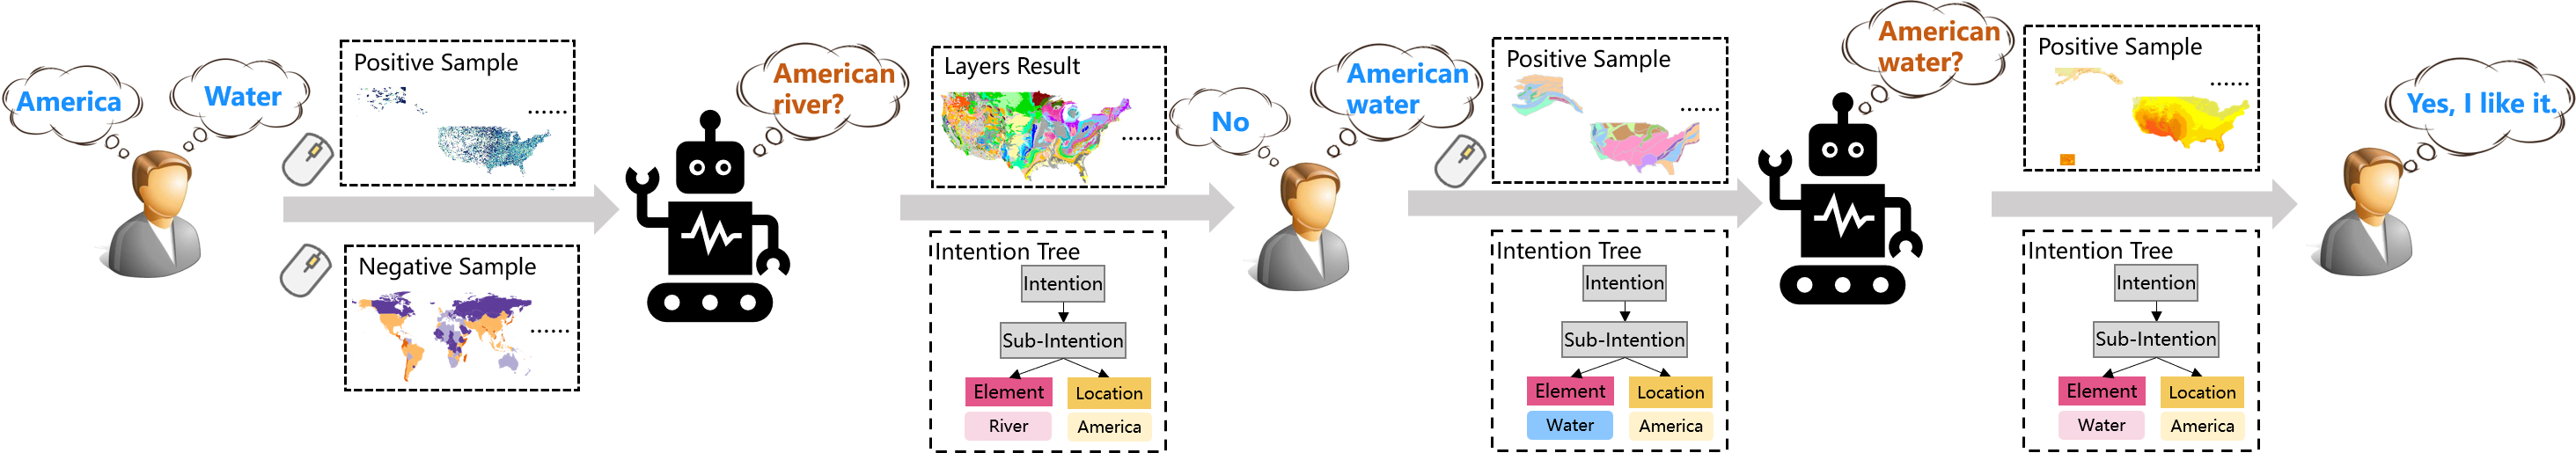 America
Water
Positive Sample
......
Negative Sample
......
American
river?
Layers Result
......
Intention Tree
Intention
Sub-Intention
Element
Location
River
America
No
American
water
Positive Sample
......
Intention Tree
Intention
Sub-Intention
Element
Location
Water
America
American
water?
Positive Sample
......
Intention Tree
Intention
Sub-Intention
Element
Location
Water
America
Yes, I like it.